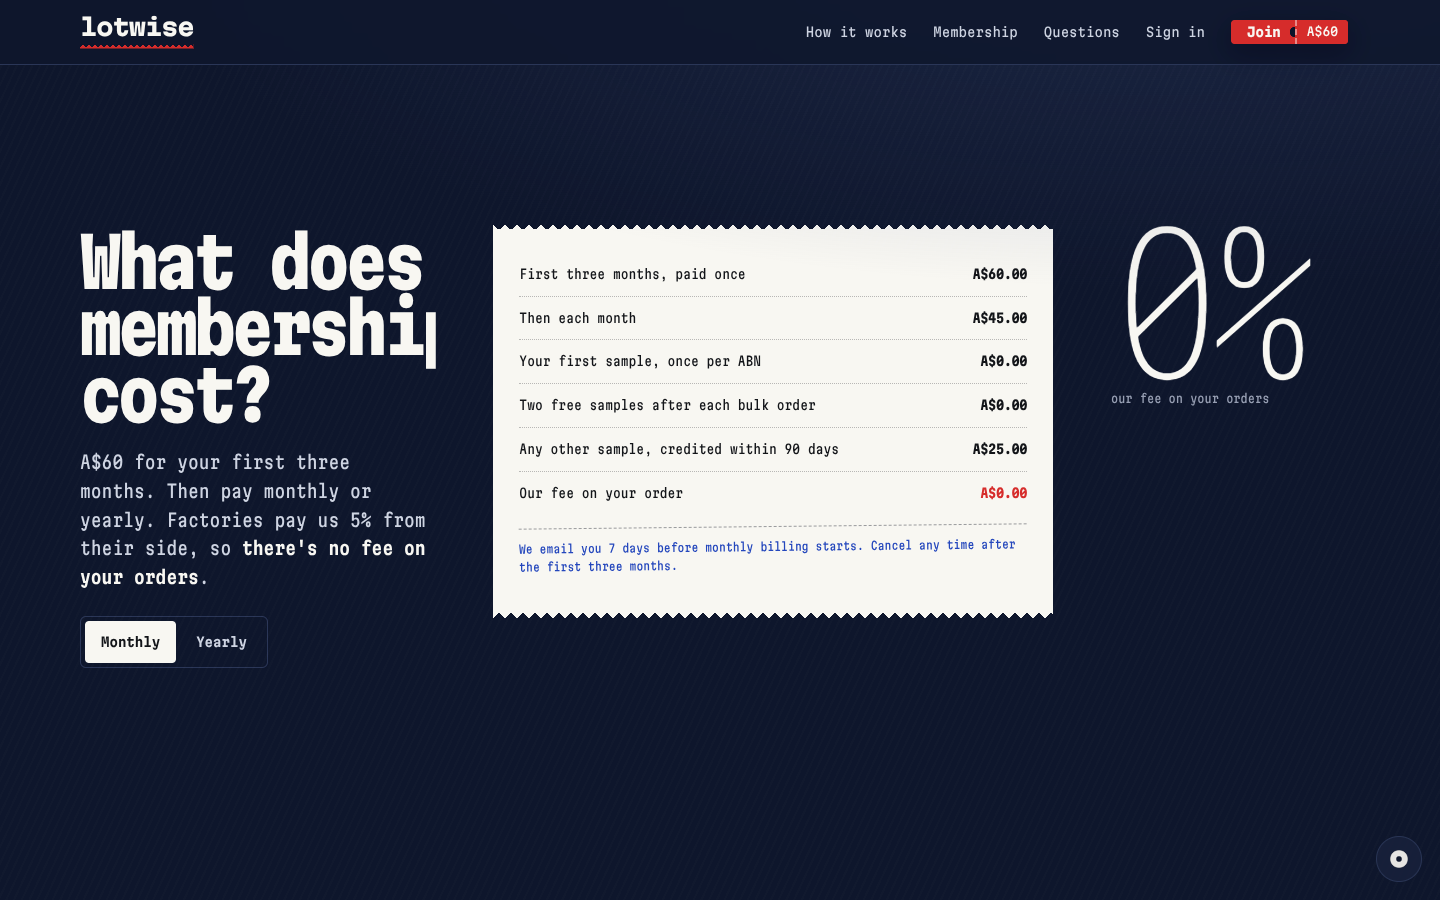 lotwise
How it works
Membership
Questions
Sign in
Join
A$60
What does
membershi
cost?
A$60 for your first three
months. Then pay monthly or
yearly. Factories pay us 5% from
their side, so there's no fee on
your orders.
Monthly
Yearly
First three months, paid once A$60.00
Then each month A$45.00
Your first sample, once per ABN A$0.00
Two free samples after each bulk order A$0.00
Any other sample, credited within 90 days A$25.00
Our fee on your order A$0.00
We email you 7 days before monthly billing starts. Cancel any time after
the first three months.
0%
our fee on your orders